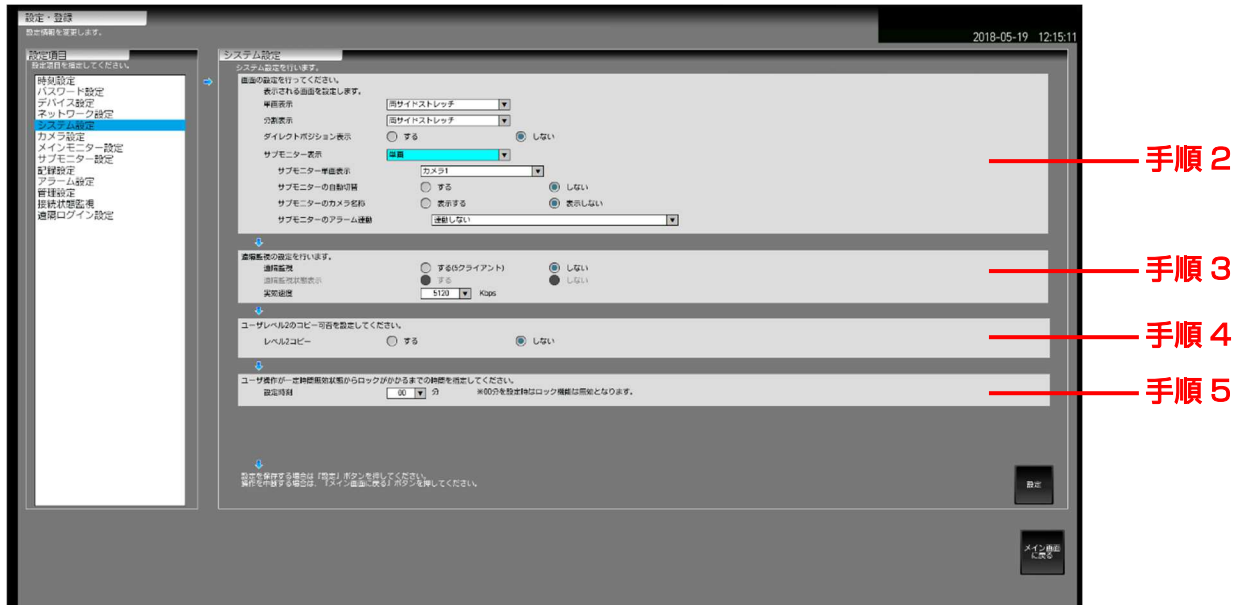 設定・登録
設定情報を変更します。
2018-05-19 12:15:11
設定項目
設定項目を指定してください。
時刻設定
パスワード設定
デバイス設定
ネットワーク設定
システム設定
カメラ設定
メインモニター設定
サブモニター設定
記録設定
アラーム設定
管理設定
接続状態監視
遠隔ログイン設定
システム設定
システム設定を行います。
画面の設定を行ってください。
表示される画面を設定します。
単画表示 両サイドストレッチ
分割表示 両サイドストレッチ
ダイレクトポジション表示 する しない
サブモニター表示 単画
サブモニター単画表示 カメラ1
サブモニターの自動切替 する しない
サブモニターのカメラ名称 表示する 表示しない
サブモニターのアラーム連動 連動しない
手順2
遠隔監視の設定を行います。
遠隔監視 する(5クライアント) しない
遠隔監視状態表示 する しない
実効速度 5120 Kbps
手順3
ユーザレベル2のコピー可否を設定してください。
レベル2コピー する しない
手順4
ユーザ操作が一定時間無効状態からロックがかかるまでの時間を指定してください。
設定時刻 00 分 ※00分を設定時はロック機能は無効となります。
手順5
設定を保存する場合は『設定』ボタンを押してください。
操作を中断する場合は、『メイン画面に戻る』ボタンを押してください。
設定
メイン画面
に戻る